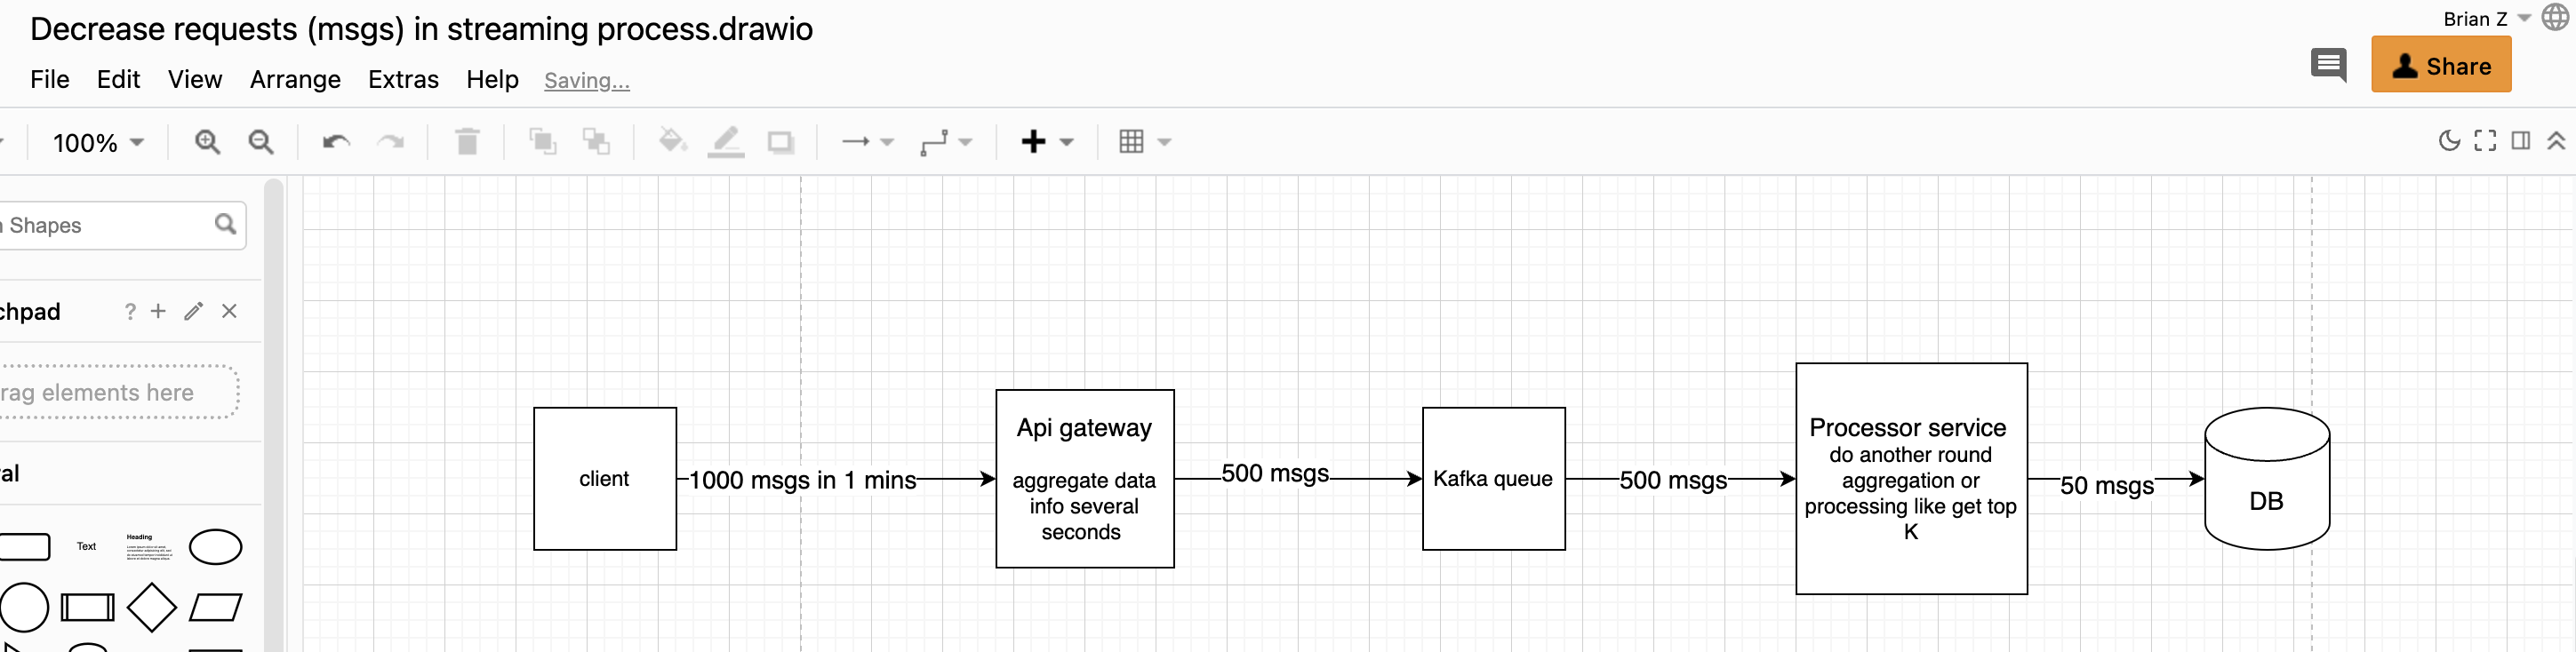 Decrease requests (msgs) in streaming process.drawio
Brian Z
File Edit View Arrange Extras Help Saving...
Share
100%
Shapes
chpad ?
rag elements here
al
Text
Heading
client
1000 msgs in 1 mins
Api gateway
aggregate data
info several
seconds
500 msgs
Kafka queue
500 msgs
Processor service
do another round
aggregation or
processing like get top
K
50 msgs
DB